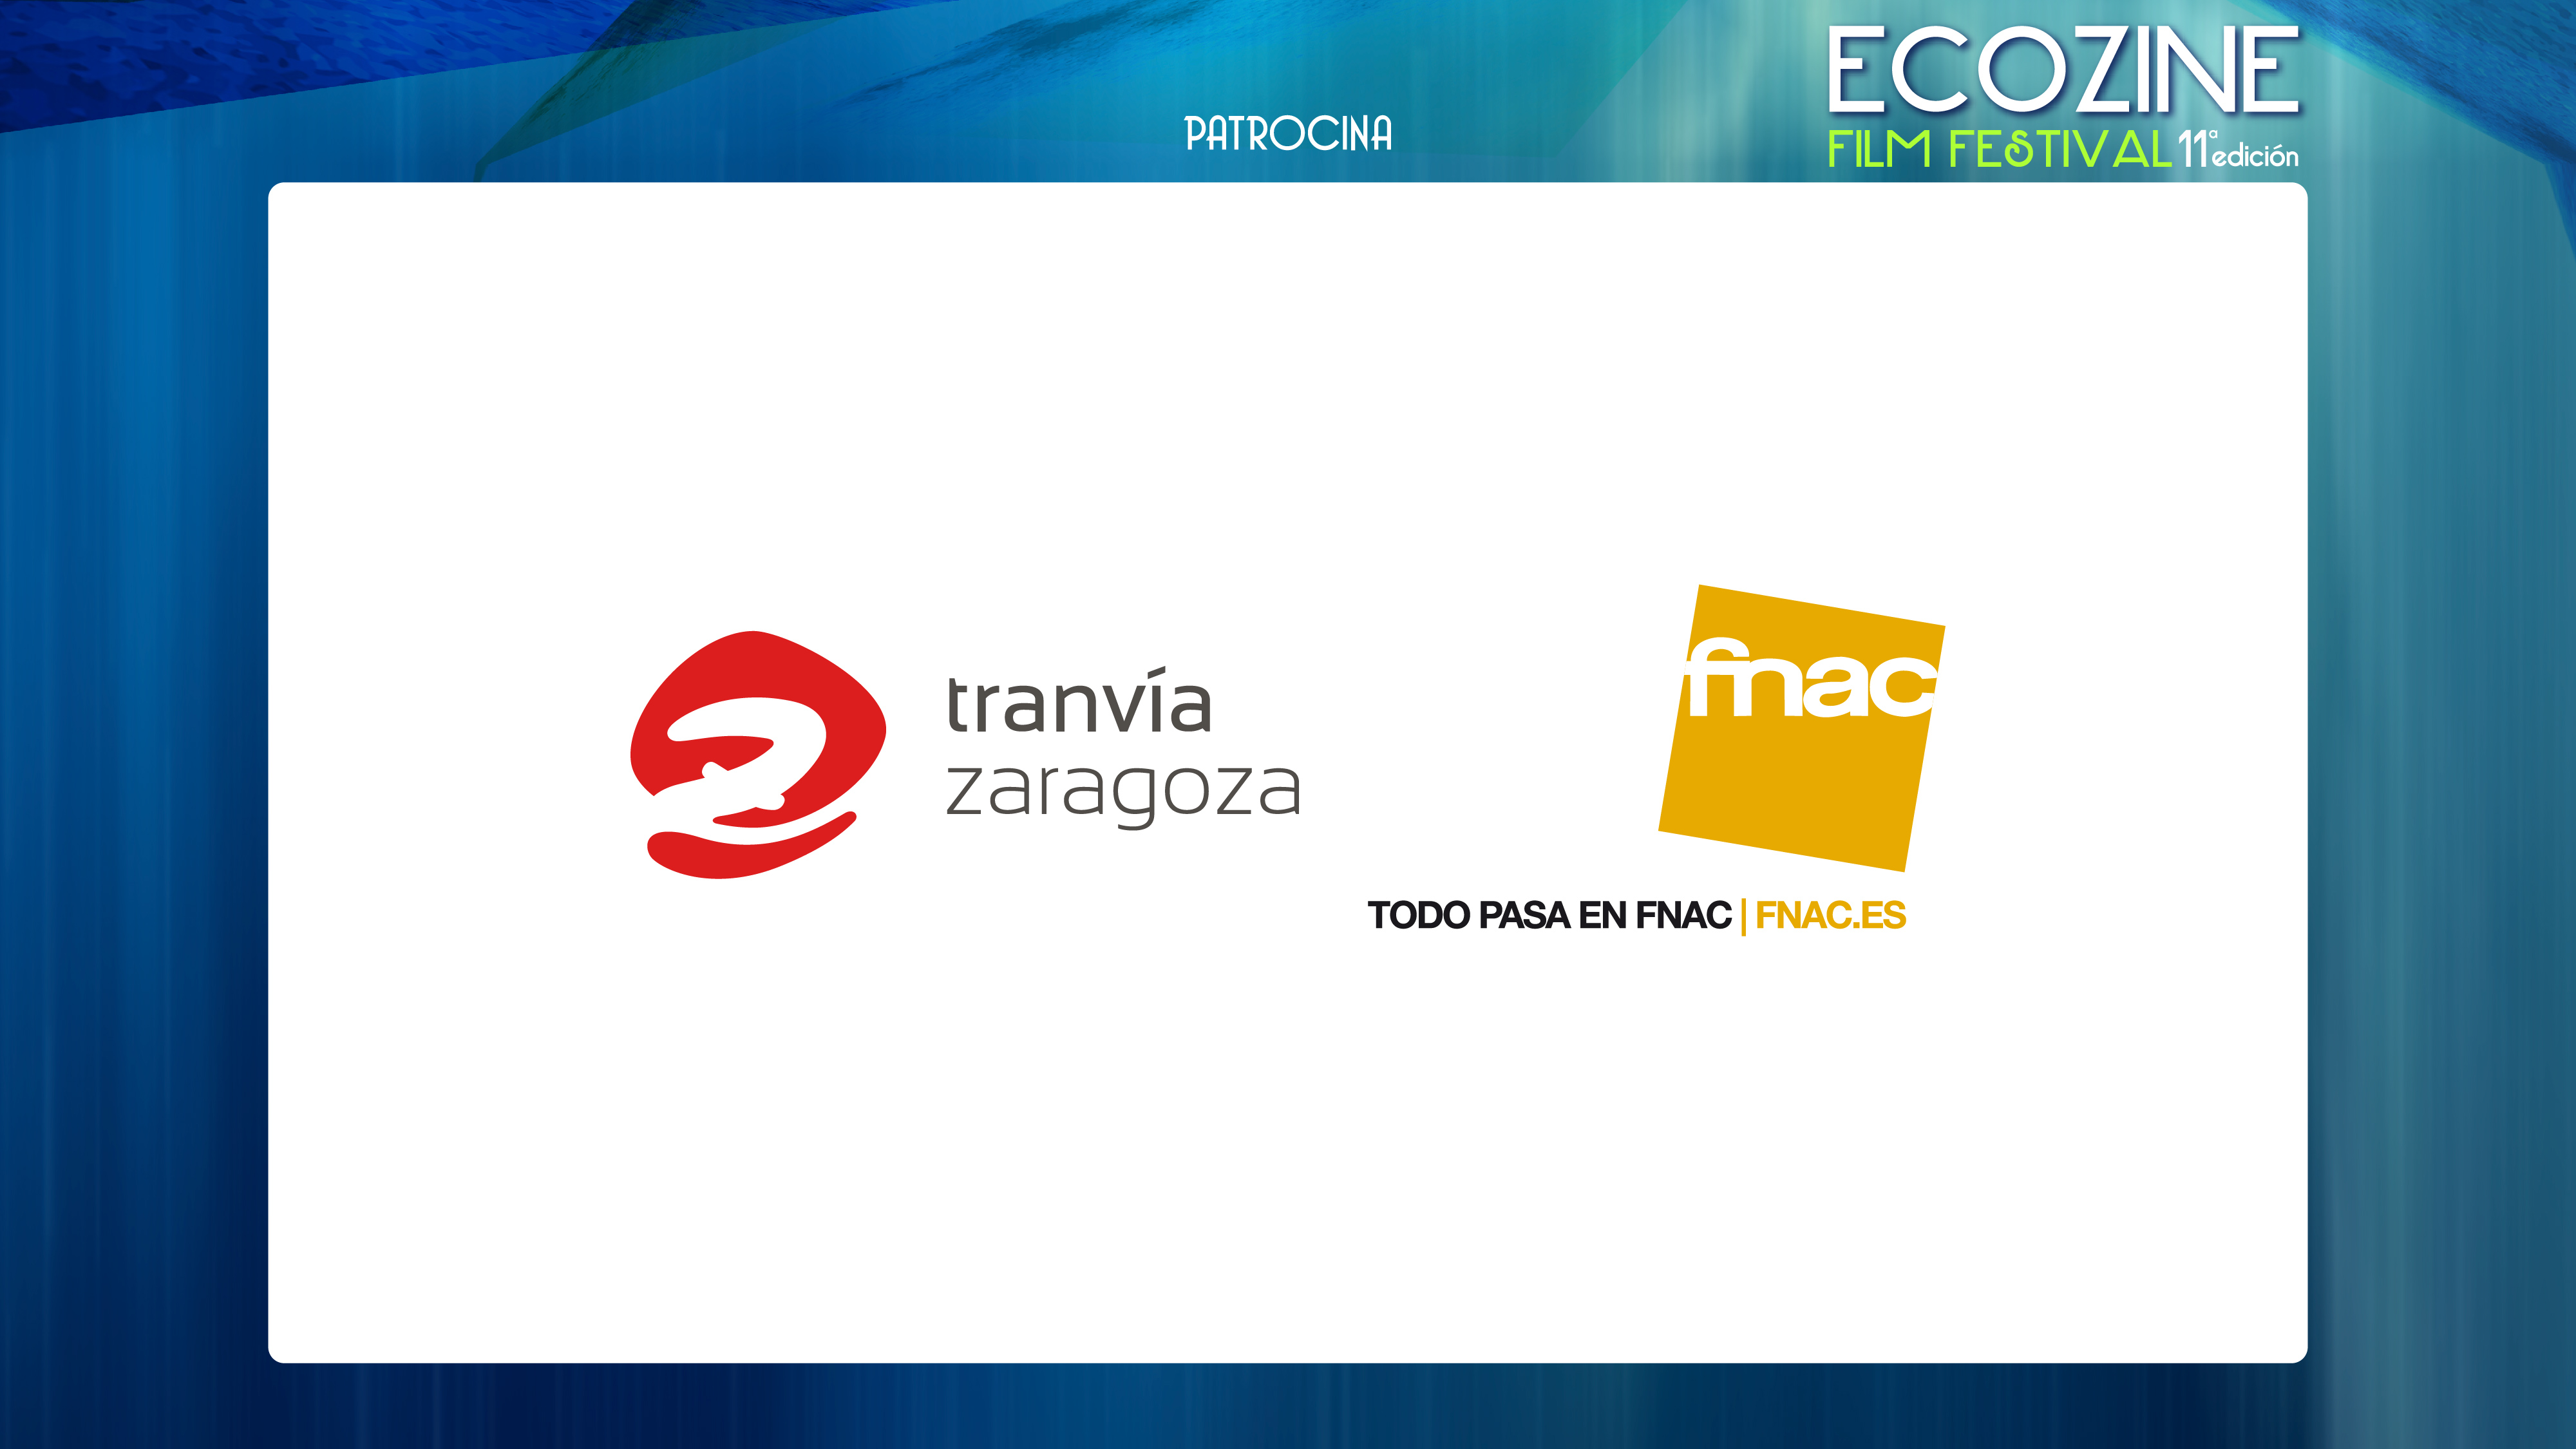 PATROCINA
ECOZINE
FILM FESTIVAL 11ª edición
tranvía
zaragoza
fnac
TODO PASA EN FNAC | FNAC.ES